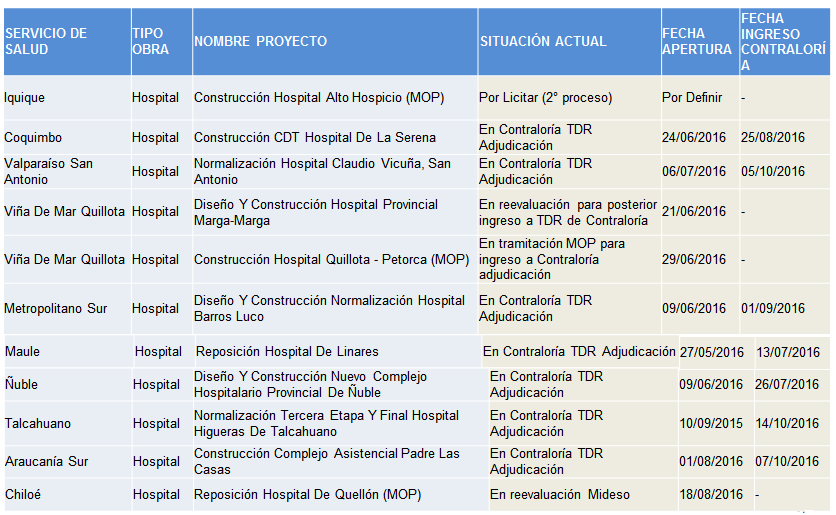 SERVICIO DE SALUD TIPO OBRA NOMBRE PROYECTO SITUACIÓN ACTUAL FECHA APERTURA FECHA INGRESO CONTRALORÍA
Iquique Hospital Construcción Hospital Alto Hospicio (MOP) Por Licitar (2° proceso) Por Definir -
Coquimbo Hospital Construcción CDT Hospital De La Serena En Contraloría TDR Adjudicación 24/06/2016 25/08/2016
Valparaíso San Antonio Hospital Normalización Hospital Claudio Vicuña, San Antonio En Contraloría TDR Adjudicación 06/07/2016 05/10/2016
Viña De Mar Quillota Hospital Diseño Y Construcción Hospital Provincial Marga-Marga En reevaluación para posterior ingreso a TDR de Contraloría 21/06/2016 -
Viña De Mar Quillota Hospital Construcción Hospital Quillota - Petorca (MOP) En tramitación MOP para ingreso a Contraloría adjudicación 29/06/2016 -
Metropolitano Sur Hospital Diseño Y Construcción Normalización Hospital Barros Luco En Contraloría TDR Adjudicación 09/06/2016 01/09/2016
Maule Hospital Reposición Hospital De Linares En Contraloría TDR Adjudicación 27/05/2016 13/07/2016
Ñuble Hospital Diseño Y Construcción Nuevo Complejo Hospitalario Provincial De Ñuble En Contraloría TDR Adjudicación 09/06/2016 26/07/2016
Talcahuano Hospital Normalización Tercera Etapa Y Final Hospital Higueras De Talcahuano En Contraloría TDR Adjudicación 10/09/2015 14/10/2016
Araucanía Sur Hospital Construcción Complejo Asistencial Padre Las Casas En Contraloría TDR Adjudicación 01/08/2016 07/10/2016
Chiloé Hospital Reposición Hospital De Quellón (MOP) En reevaluación Mideso 18/08/2016 -